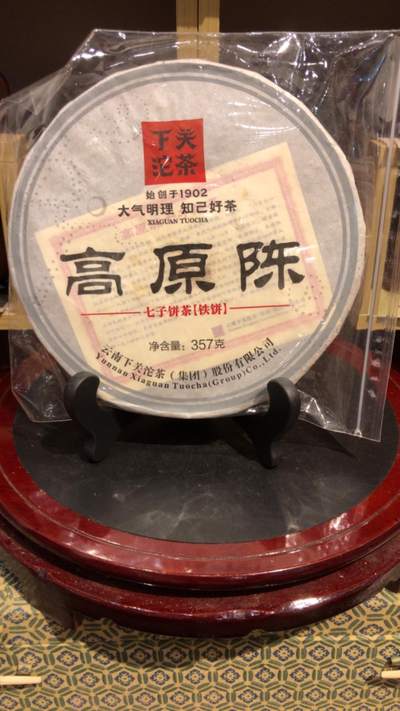 下关
沱茶
始创于1902
大气明理 知己好茶
XIAGUAN TUOCHA
高原陈
七子饼茶[铁饼]
净含量：357克
云南下关沱茶（集团）股份有限公司
Yunnan Xiaguan Tuocha(Group)Co.,Ltd.